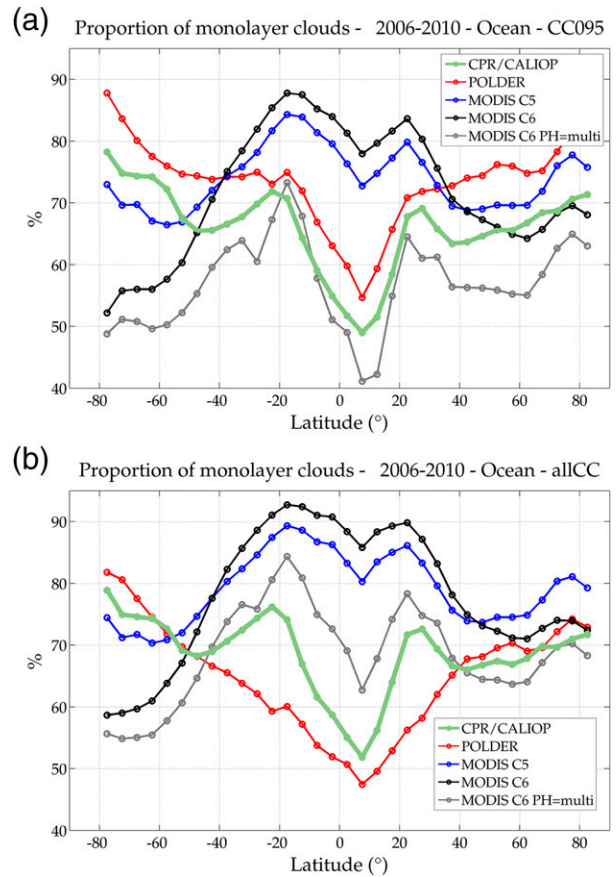 (a)
Proportion of monolayer clouds - 2006-2010 - Ocean - CC095
CPR/CALIOP
POLDER
MODIS C5
MODIS C6
MODIS C6 PH=multi
90
80
70
60
50
40
%
-80 -60 -40 -20 0 20 40 60 80
Latitude (°)
(b)
Proportion of monolayer clouds - 2006-2010 - Ocean - allCC
90
80
70
60
50
40
%
CPR/CALIOP
POLDER
MODIS C5
MODIS C6
MODIS C6 PH=multi
-80 -60 -40 -20 0 20 40 60 80
Latitude (°)